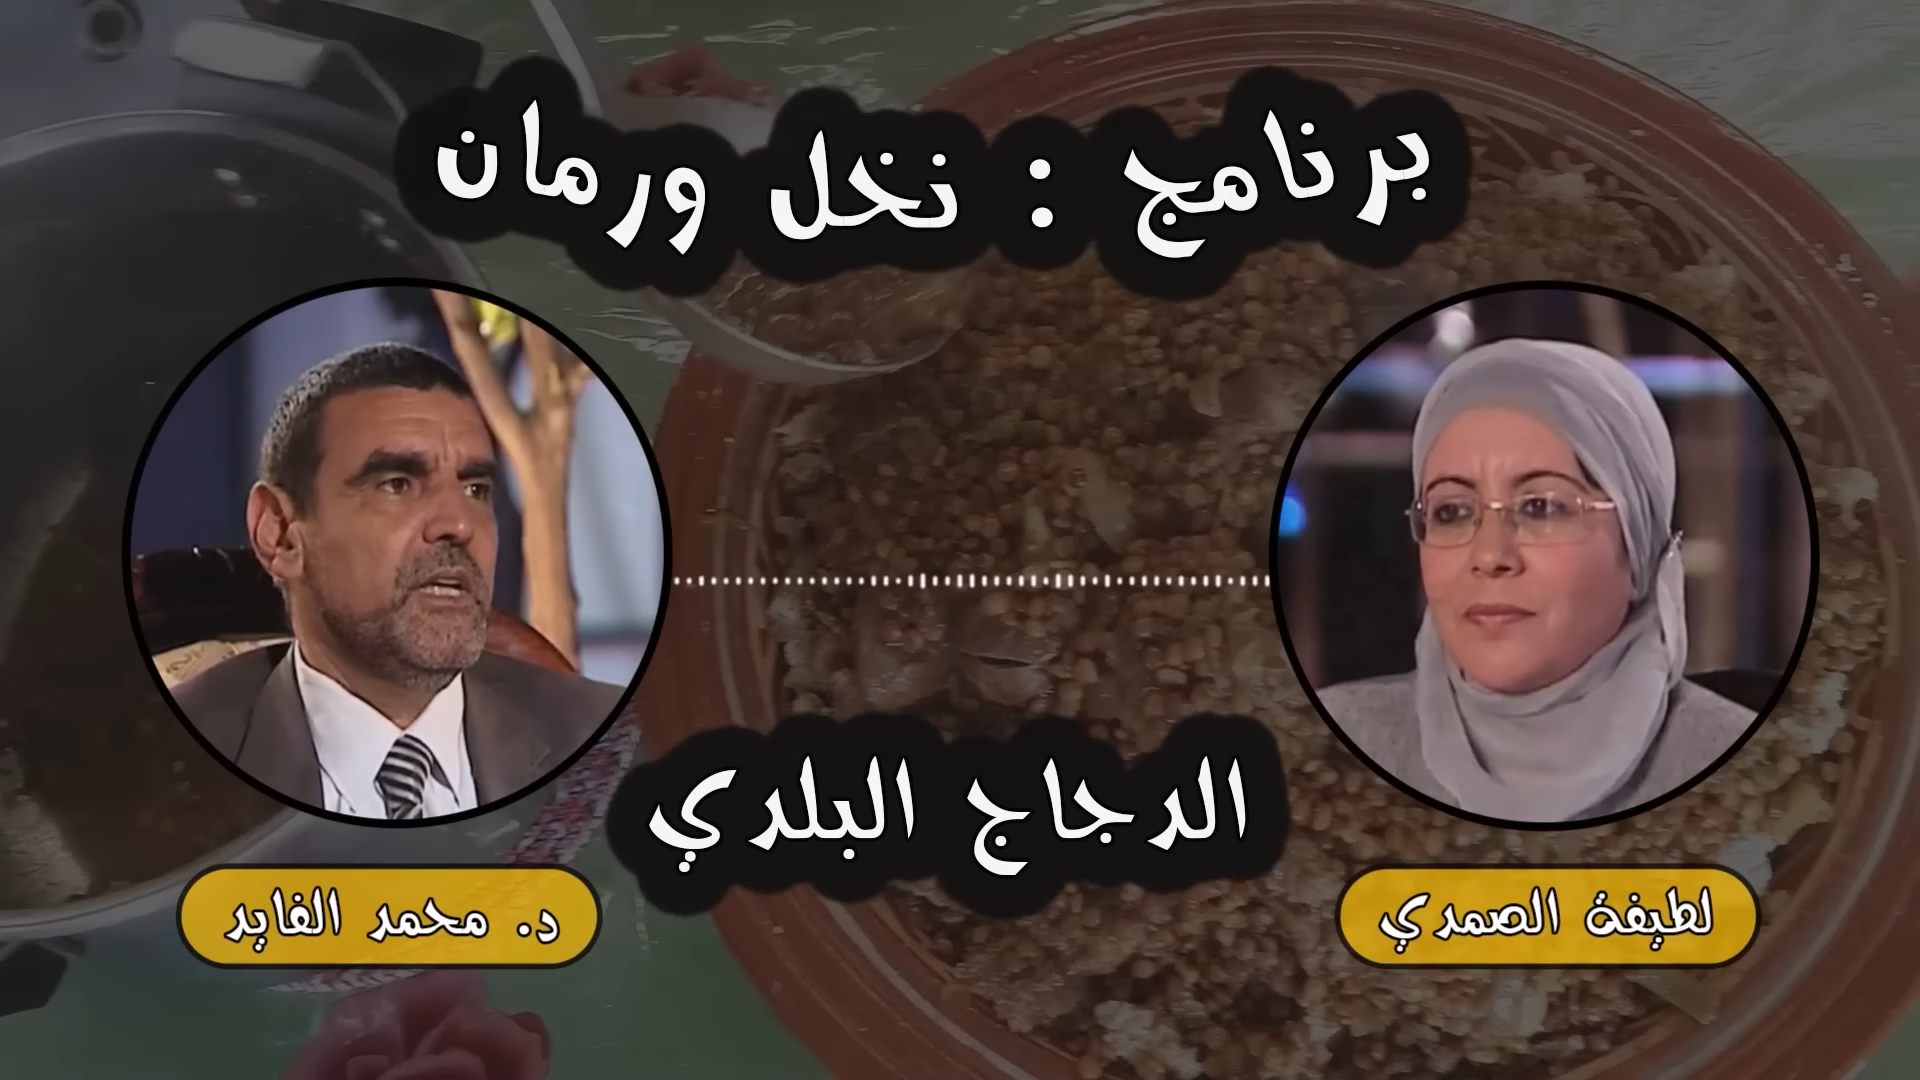 برنامج : نخل ورمان
الدجاج البلدي
لطيفة الصمدي
د. محمد الفايد